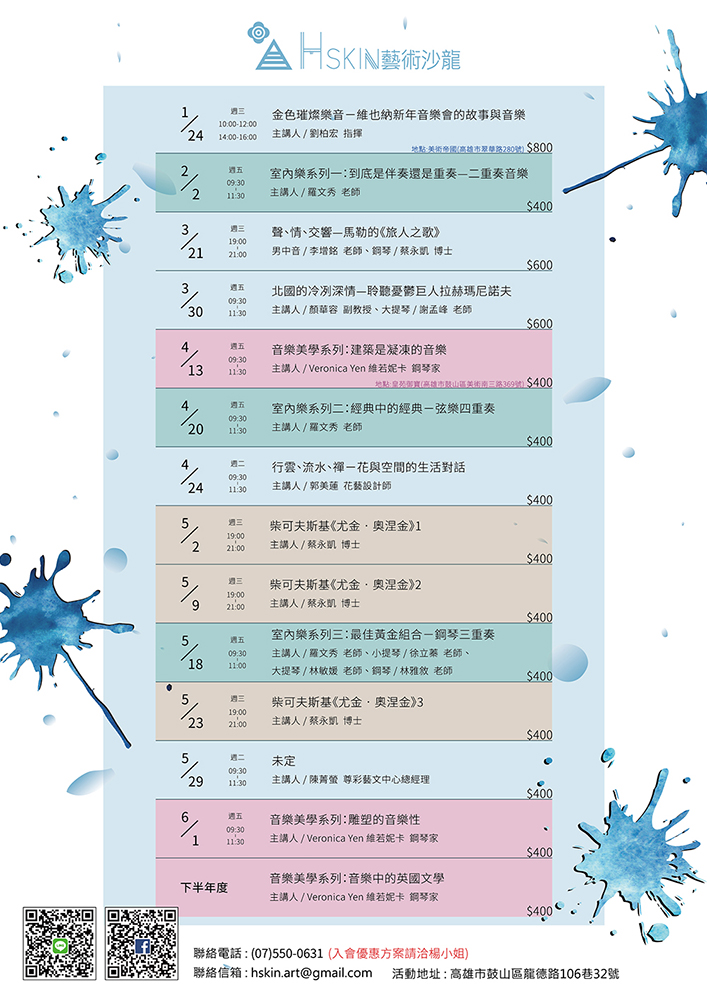 HSKIN藝術沙龍
1/24
週三
10:00-12:00
14:00-16:00
金色璀燦樂音－維也納新年音樂會的故事與音樂
主講人 / 劉柏宏 指揮
地點:美術帝國(高雄市翠華路280號) $800
2/2
週五
09:30
11:30
室內樂系列一：到底是伴奏還是重奏—二重奏音樂
主講人 / 羅文秀 老師
$400
3/21
週三
19:00
21:00
聲、情、交響—馬勒的《旅人之歌》
男中音 / 李增銘 老師、鋼琴 / 蔡永凱 博士
$600
3/30
週五
09:30
11:30
北國的冷冽深情—聆聽憂鬱巨人拉赫瑪尼諾夫
主講人 / 顏華容 副教授、大提琴 / 謝孟峰 老師
$600
4/13
週五
09:30
11:30
音樂美學系列：建築是凝凍的音樂
主講人 / Veronica Yen 維若妮卡 鋼琴家
地點:皇苑御寶(高雄市鼓山區美術南三路369號) $400
4/20
週五
09:30
11:30
室內樂系列二：經典中的經典－弦樂四重奏
主講人 / 羅文秀 老師
$400
4/24
週二
09:30
11:30
行雲、流水、禪－花與空間的生活對話
主講人 / 郭美蓮 花藝設計師
$400
5/2
週三
19:00
21:00
柴可夫斯基《尤金．奧涅金》1
主講人 / 蔡永凱 博士
$400
5/9
週三
19:00
21:00
柴可夫斯基《尤金．奧涅金》2
主講人 / 蔡永凱 博士
$400
5/18
週五
09:30
11:00
室內樂系列三：最佳黃金組合－鋼琴三重奏
主講人 / 羅文秀 老師、小提琴 / 徐立蓁 老師、
大提琴 / 林敏媛 老師、鋼琴 / 林雅敘 老師
$400
5/23
週三
19:00
21:00
柴可夫斯基《尤金．奧涅金》3
主講人 / 蔡永凱 博士
$400
5/29
週二
09:30
11:30
未定
主講人 / 陳菁螢 尊彩藝文中心總經理
$400
6/1
週五
09:30
11:30
音樂美學系列：雕塑的音樂性
主講人 / Veronica Yen 維若妮卡 鋼琴家
$400
下半年度
音樂美學系列：音樂中的英國文學
主講人 / Veronica Yen 維若妮卡 鋼琴家
$400
聯絡電話 : (07)550-0631 (入會優惠方案請洽楊小姐)
聯絡信箱 : hskin.art@gmail.com 活動地址 : 高雄市鼓山區龍德路106巷32號